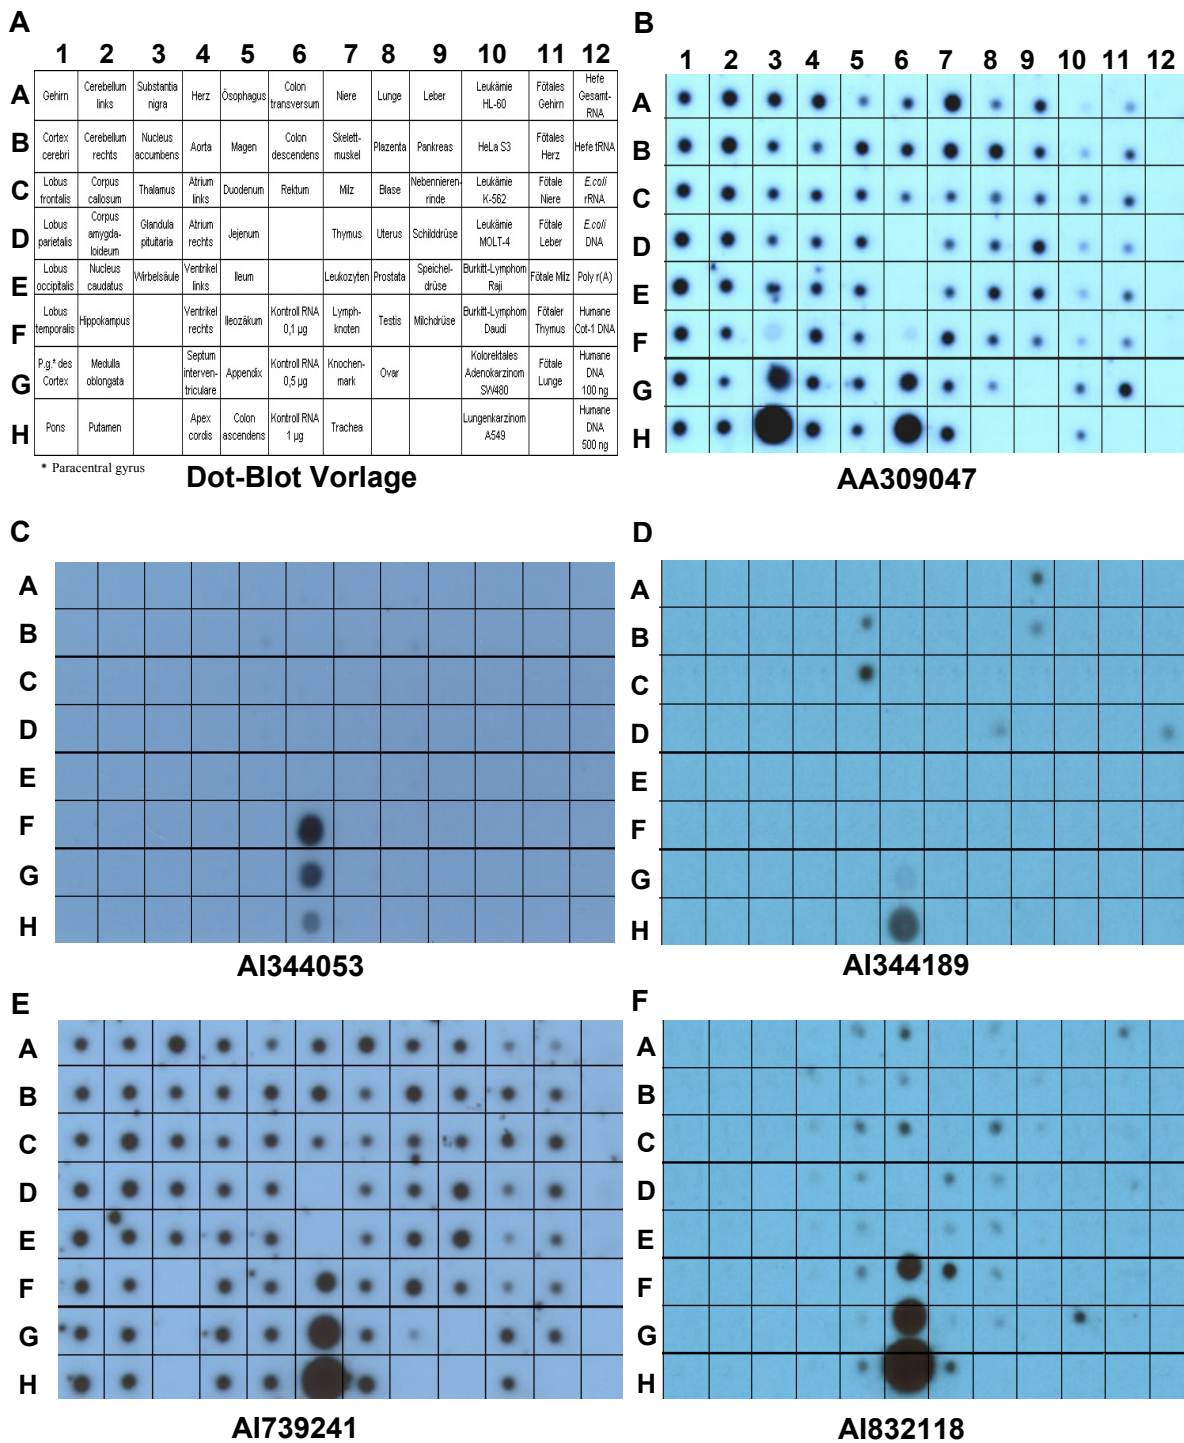 A
1 2 3 4 5 6 7 8 9 10 11 12
A
Gehirn
Cerebellum
links
Substantia
nigra
Herz
Ösophagus
Colon
transversum
Niere
Lunge
Leber
Leukämie
HL-60
Fötales
Gehirn
Hefe
Gesamt-
RNA
B
Cortex
cerebri
Cerebellum
rechts
Nucleus
accumbens
Aorta
Magen
Colon
descendens
Skelett-
muskel
Plazenta
Pankreas
HeLa S3
Fötales
Herz
Hefe tRNA
C
Lobus
frontalis
Corpus
callosum
Thalamus
Atrium
links
Duodenum
Rektum
Milz
Blase
Nebennieren-
rinde
Leukämie
K-562
Fötale
Niere
E.coli
rRNA
D
Lobus
parietalis
Corpus
amygda-
loideum
Glandula
pituitaria
Atrium
rechts
Jejenum
Thymus
Uterus
Schilddrüse
Leukämie
MOLT-4
Fötale
Leber
E.coli
DNA
E
Lobus
occipitalis
Nucleus
caudatus
Wirbelsäule
Ventrikel
links
Ileum
Leukozyten
Prostata
Speichel-
drüse
Burkitt-Lymphom
Raji
Fötale Milz
Poly r(A)
F
Lobus
temporalis
Hippokampus
Ventrikel
rechts
Ileozäkum
Kontroll RNA
0,1 µg
Lymph-
knoten
Testis
Milchdrüse
Burkitt-Lymphom
Daudi
Fötaler
Thymus
Humane
Cot-1 DNA
G
P.g.* des
Cortex
Medulla
oblongata
Septum
interven-
triculare
Appendix
Kontroll RNA
0,5 µg
Knochen-
mark
Ovar
Kolorektales
Adenokarzinom
SW480
Fötale
Lunge
Humane
DNA
100 ng
H
Pons
Putamen
Apex
cordis
Colon
ascendens
Kontroll RNA
1 µg
Trachea
Lungenkarzinom
A549
Humane
DNA
500 ng
* Paracentral gyrus
Dot-Blot Vorlage
B
1 2 3 4 5 6 7 8 9 10 11 12
A
B
C
D
E
F
G
H
AA309047
C
A
B
C
D
E
F
G
H
AI344053
D
A
B
C
D
E
F
G
H
AI344189
E
A
B
C
D
E
F
G
H
AI739241
F
A
B
C
D
E
F
G
H
AI832118